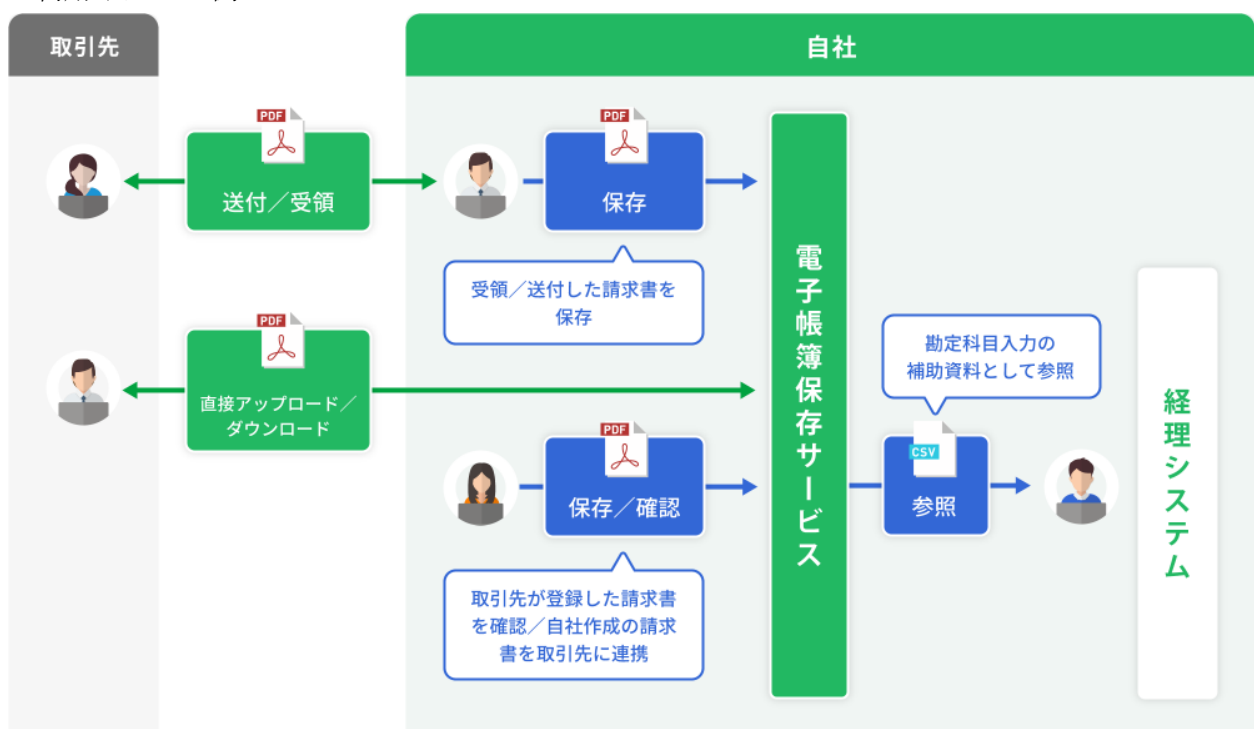 取引先
自社
PDF
送付／受領
PDF
保存
受領／送付した請求書を
保存
PDF
直接アップロード／
ダウンロード
PDF
保存／確認
取引先が登録した請求書
を確認／自社作成の請求
書を取引先に連携
電子帳簿保存サービス
勘定科目入力の
補助資料として参照
CSV
参照
経理システム